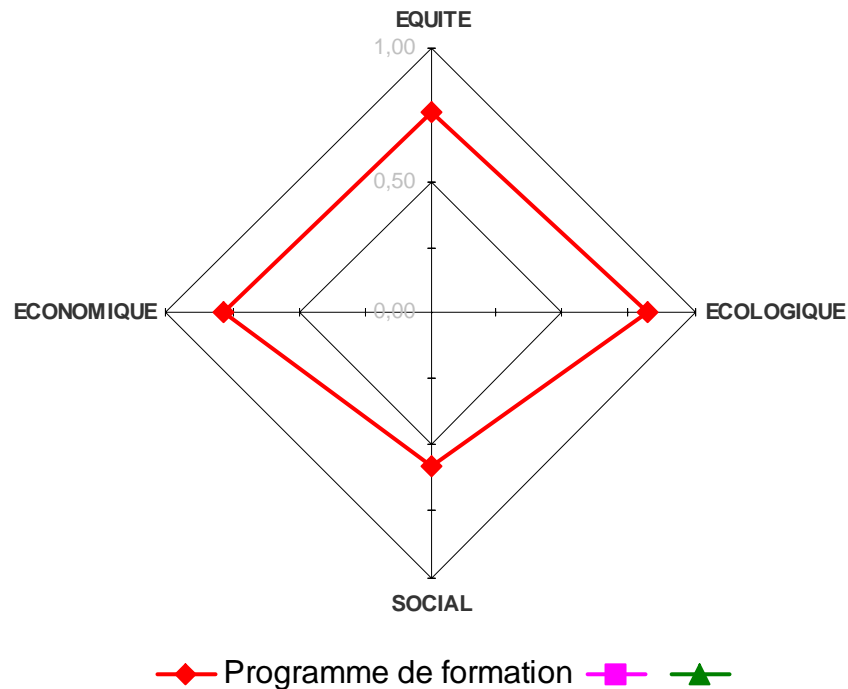 EQUITE
1,00
0,50
ECONOMIQUE
0,00
ECOLOGIQUE
SOCIAL
Programme de formation